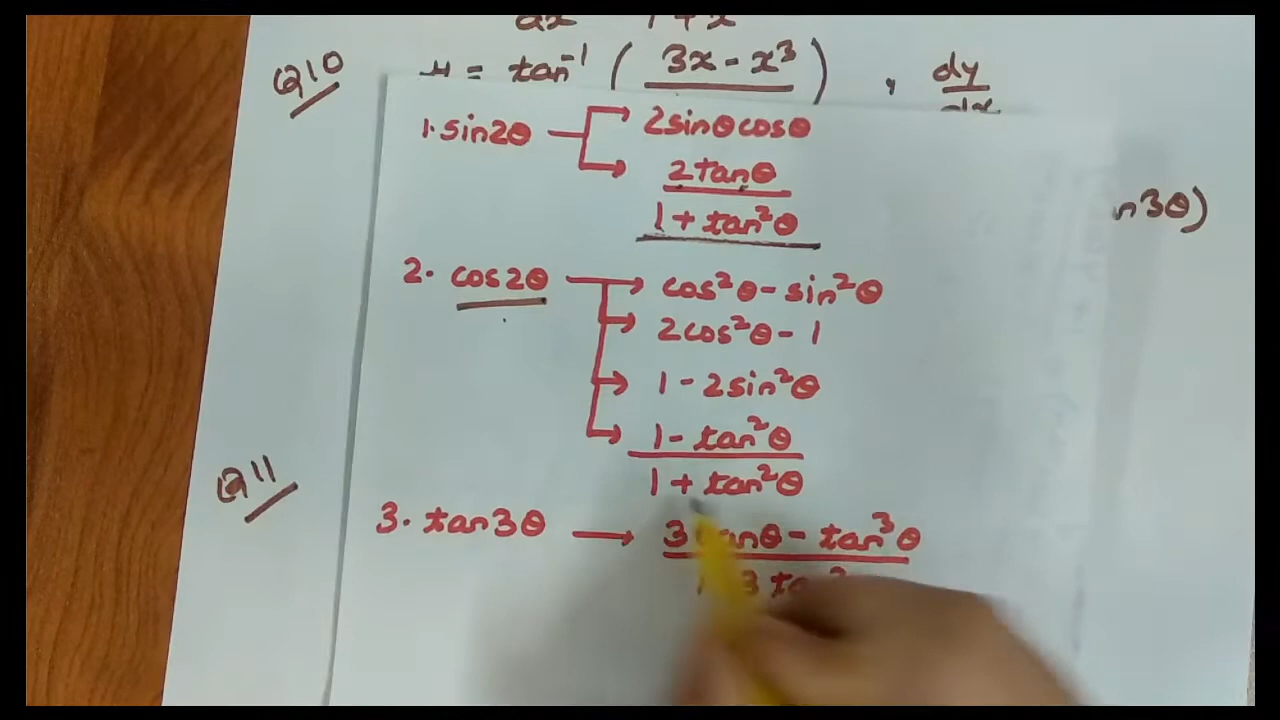 Q10 y = tan⁻¹ ( 3x - x³ ) , dy
1. sin2θ → 2sinθcosθ
→ 2tanθ
1 + tan²θ
n3θ)
2. cos2θ → cos²θ - sin²θ
→ 2cos²θ - 1
→ 1 - 2sin²θ
→ 1 - tan²θ
Q11
1 + tan²θ
3. tan3θ → 3tanθ - tan³θ